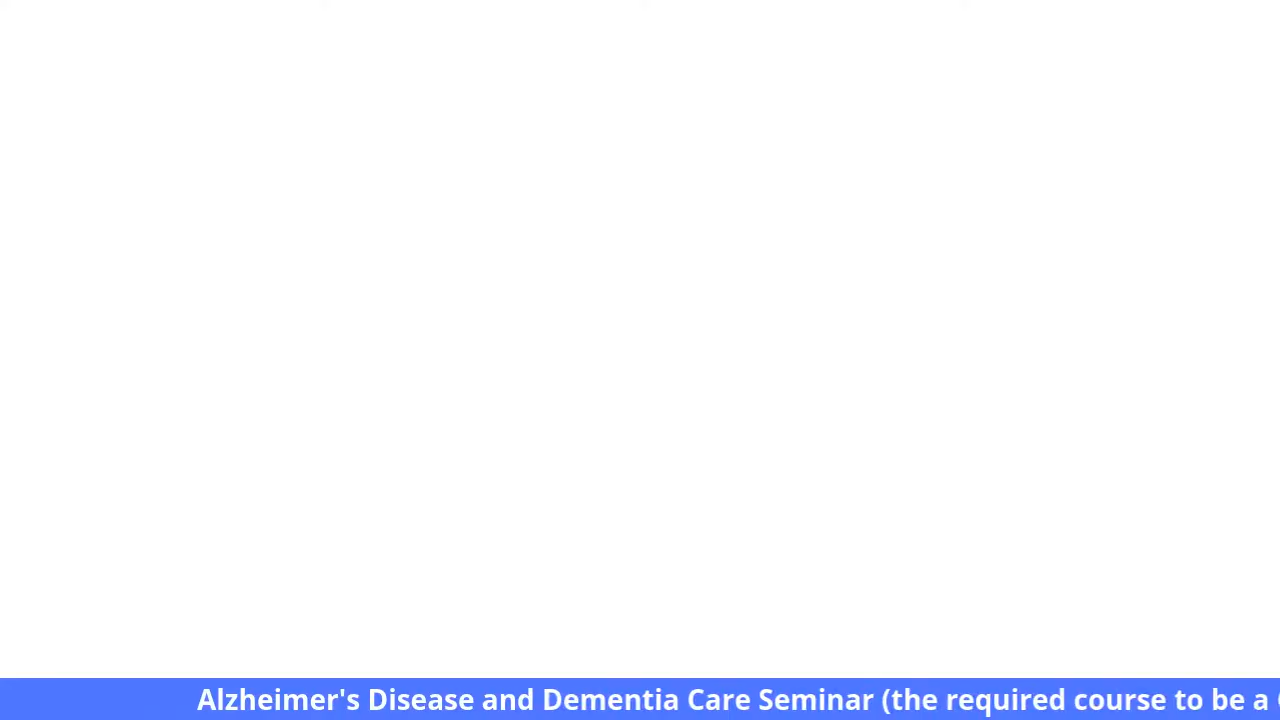 Alzheimer's Disease and Dementia Care Seminar (the required course to be a